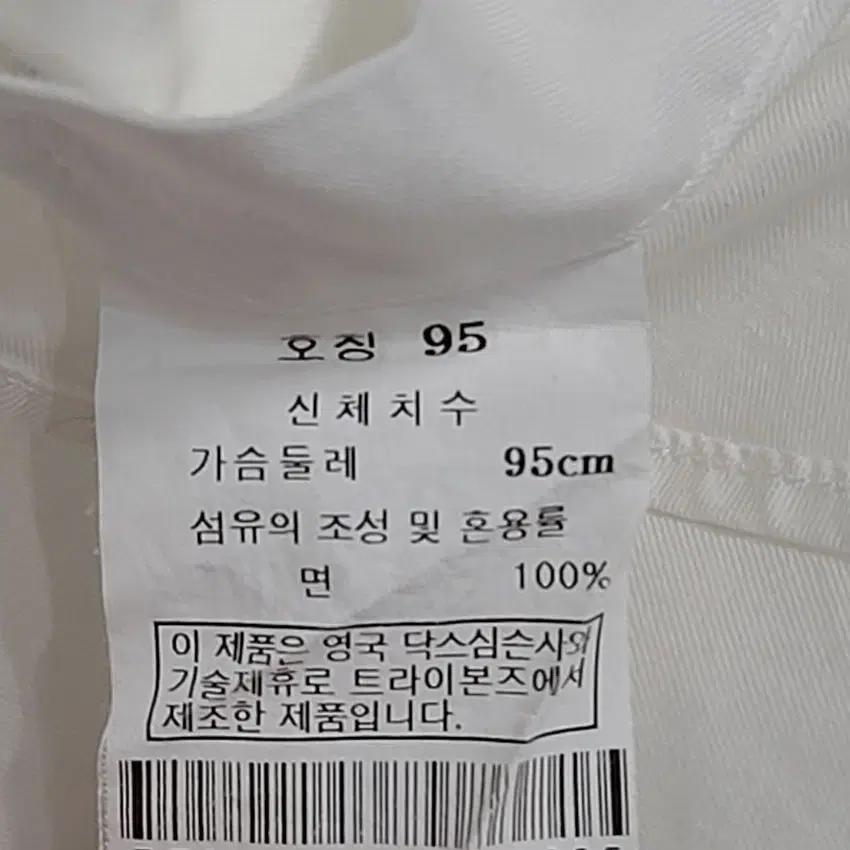 호칭 95
신체치수
가슴둘레 95cm
섬유의 조성 및 혼용률
면 100%
이 제품은 영국 닥스심슨사와
기술제휴로 트라이본즈에서
제조한 제품입니다.